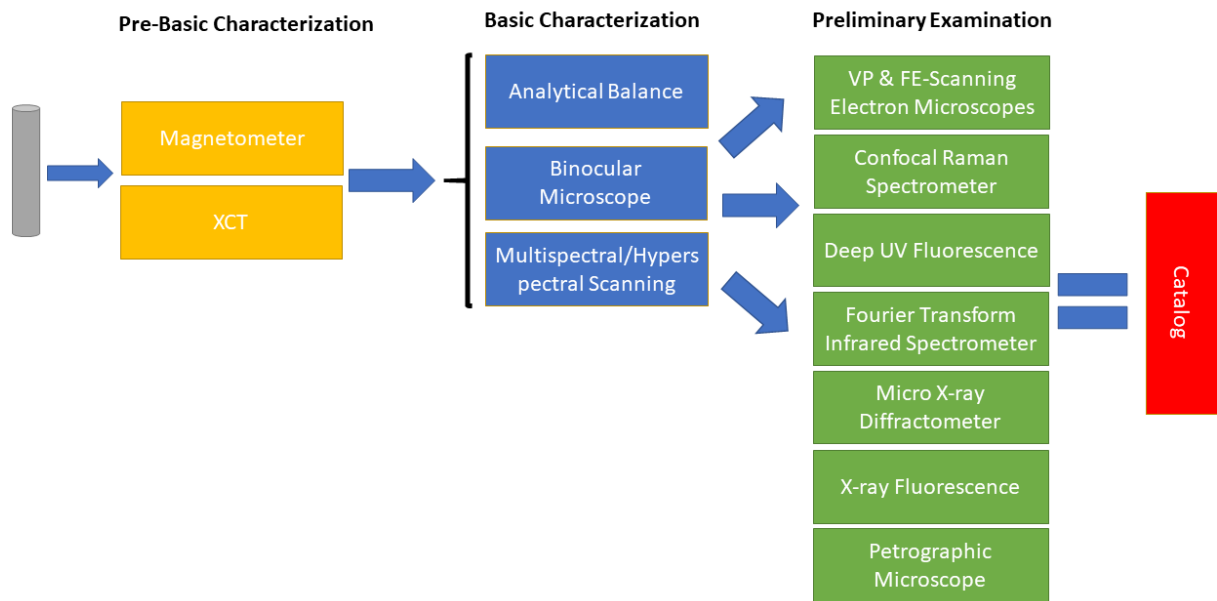 Pre-Basic Characterization
Basic Characterization
Preliminary Examination
Magnetometer
XCT
Analytical Balance
Binocular
Microscope
Multispectral/Hypers
pectral Scanning
VP & FE-Scanning
Electron Microscopes
Confocal Raman
Spectrometer
Deep UV Fluorescence
Fourier Transform
Infrared Spectrometer
Micro X-ray
Diffractometer
X-ray Fluorescence
Petrographic
Microscope
Catalog